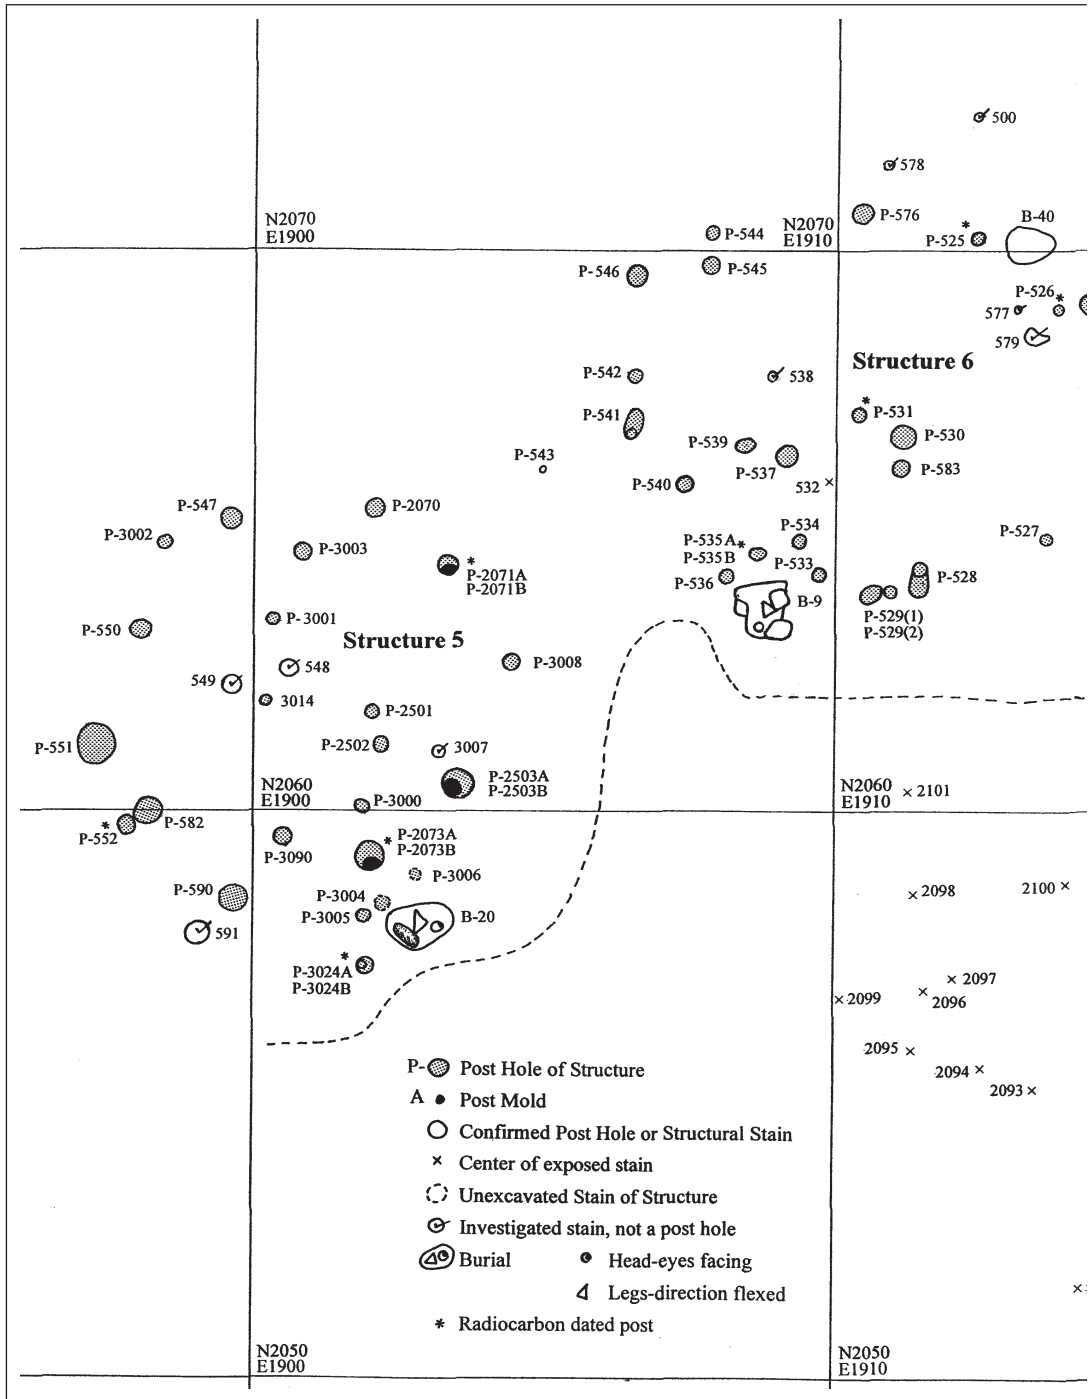 500
578
P-576
B-40
N2070
E1900
N2070
E1910
P-544
P-525
*
P-545
P-546
P-526
*
577
579
Structure 6
P-542
538
P-541
P-531
*
P-539
P-530
P-543
P-537
P-583
P-540
532
P-547
P-2070
P-534
P-527
P-3002
P-3003
P-535A
P-535B
*
P-533
P-2071A
P-2071B
*
P-536
P-528
B-9
P-529(1)
P-529(2)
P-3001
P-550
Structure 5
548
P-3008
549
3014
P-2501
P-551
P-2502
3007
P-2503A
P-2503B
N2060
E1900
N2060
E1910
2101
P-3000
P-582
P-552
*
P-3090
P-2073A
P-2073B
*
P-3006
P-590
P-3004
P-3005
B-20
2098
2100
591
P-3024A
P-3024B
*
2097
2096
2099
2095
2094
2093
P- Post Hole of Structure
A Post Mold
Confirmed Post Hole or Structural Stain
× Center of exposed stain
Unexcavated Stain of Structure
Investigated stain, not a post hole
Burial
Head-eyes facing
Legs-direction flexed
* Radiocarbon dated post
N2050
E1900
N2050
E1910